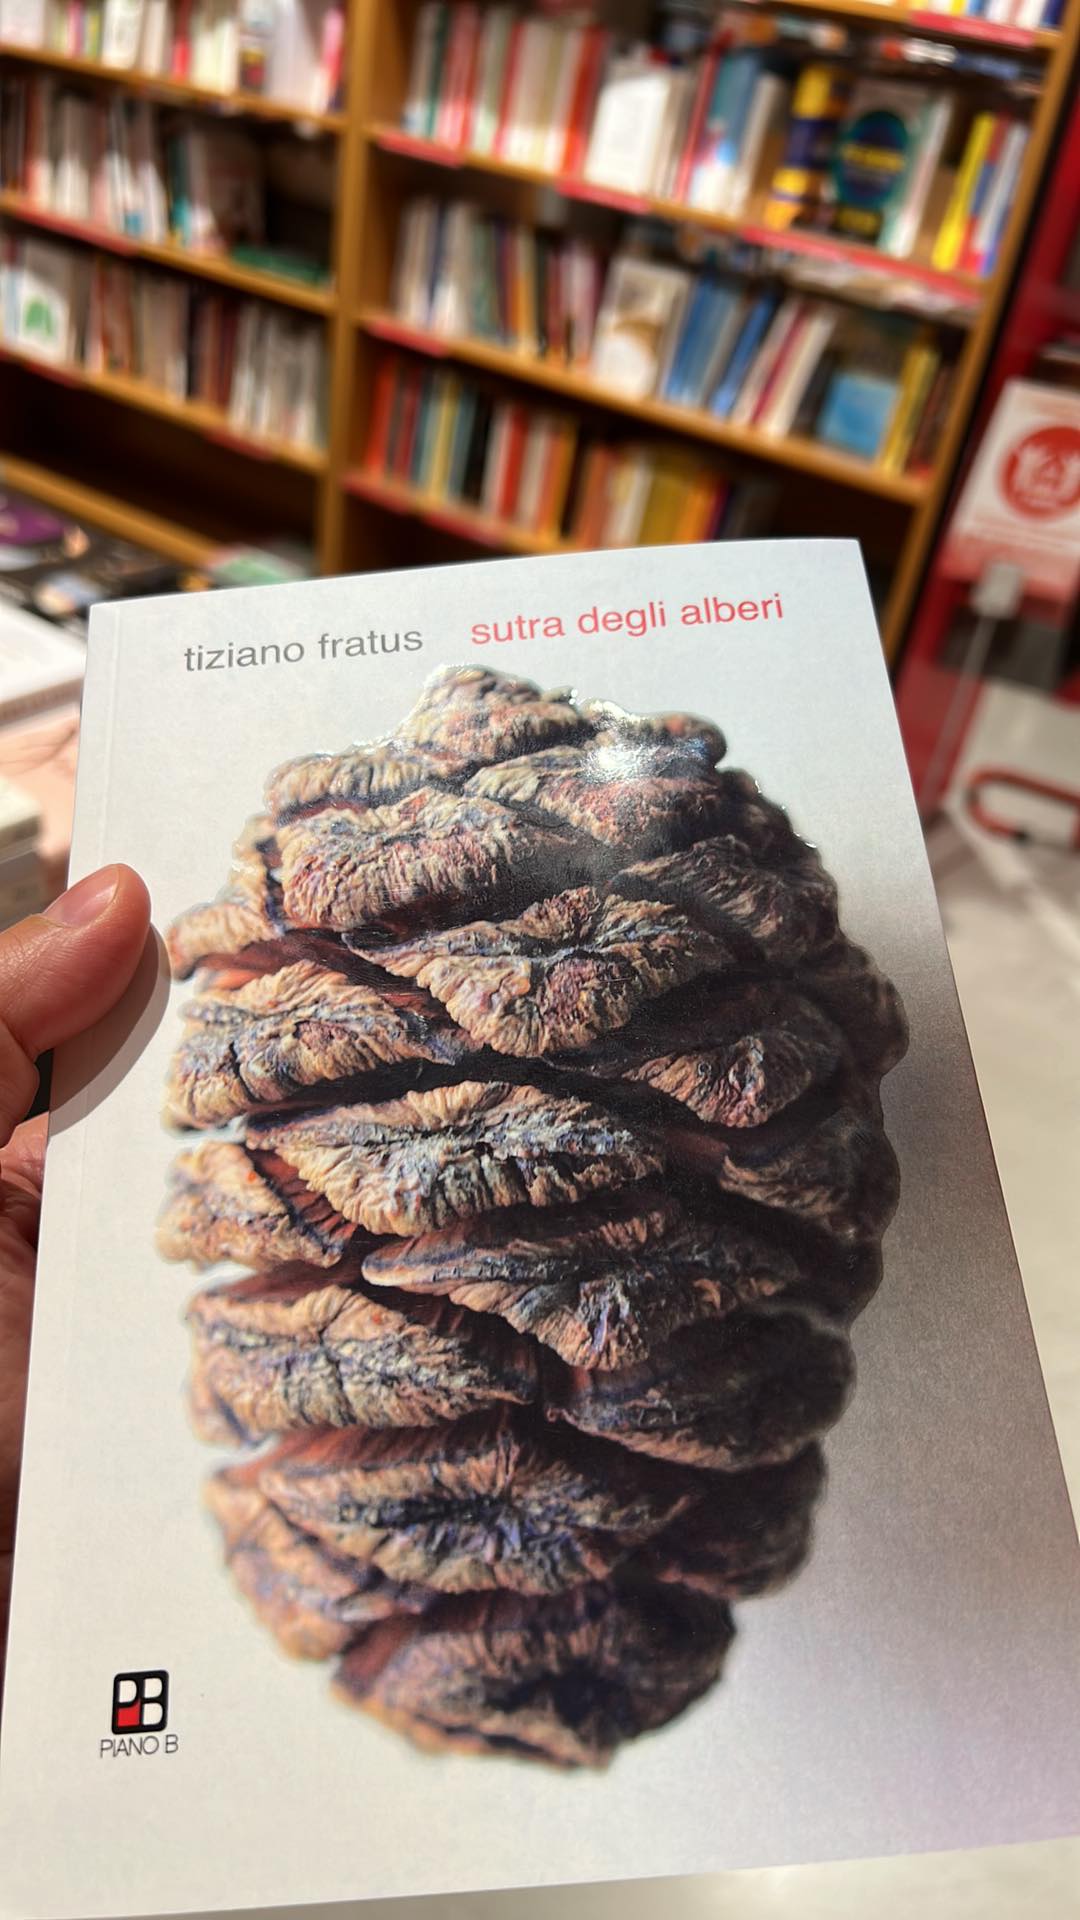 tiziano fratus sutra degli alberi
PB
PIANO B